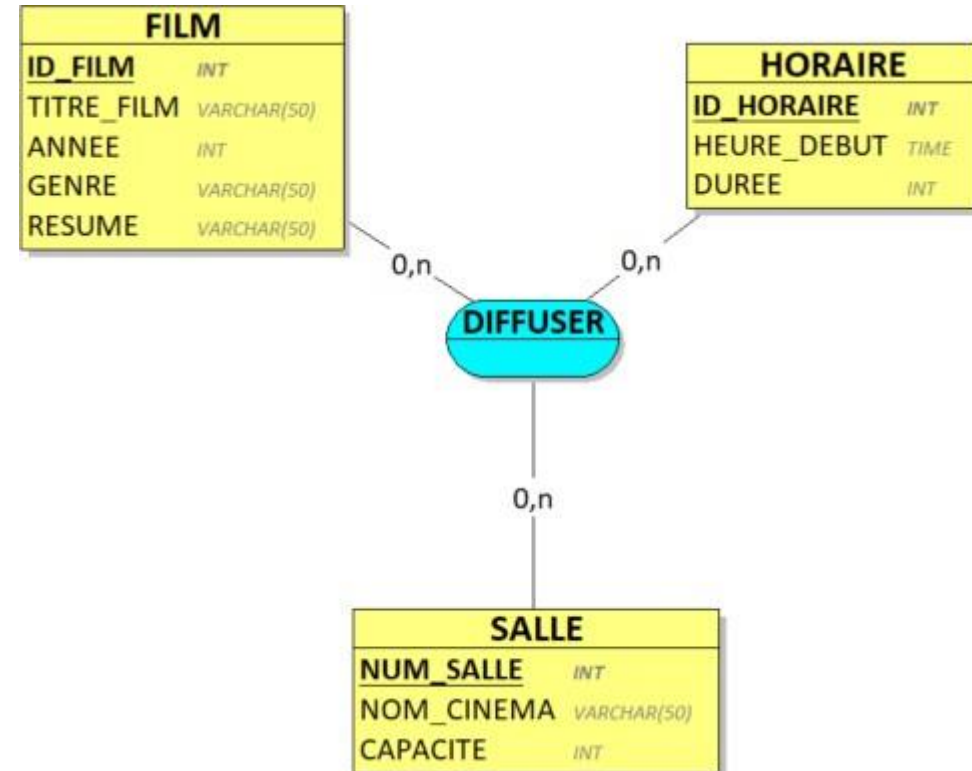 FILM
ID_FILM INT
TITRE_FILM VARCHAR(50)
ANNEE INT
GENRE VARCHAR(50)
RESUME VARCHAR(50)
HORAIRE
ID_HORAIRE INT
HEURE_DEBUT TIME
DUREE INT
0,n
0,n
DIFFUSER
0,n
SALLE
NUM_SALLE INT
NOM_CINEMA VARCHAR(50)
CAPACITE INT